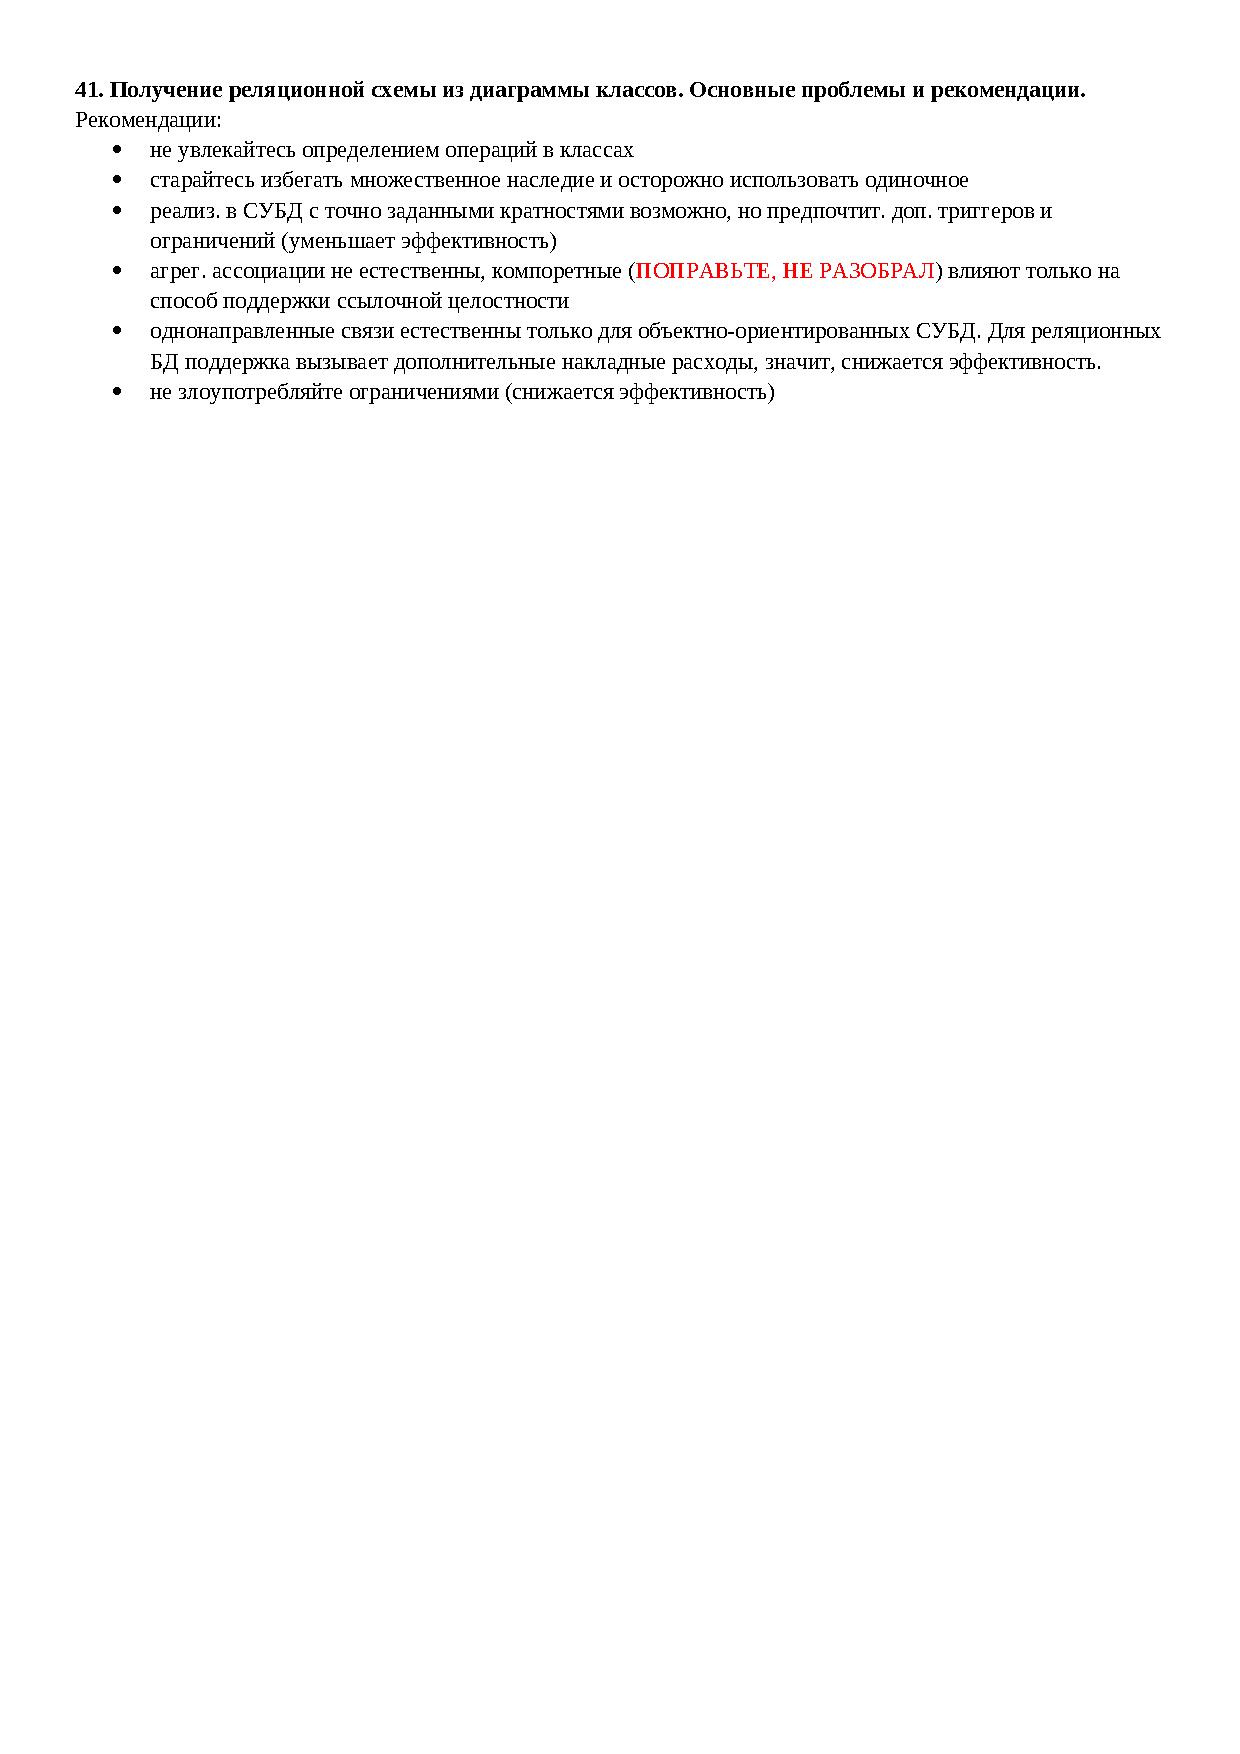 41. Получение реляционной схемы из диаграммы классов. Основные проблемы и рекомендации.
Рекомендации:
• не увлекайтесь определением операций в классах
• старайтесь избегать множественное наследие и осторожно использовать одиночное
• реализ. в СУБД с точно заданными кратностями возможно, но предпочтит. доп. триггеров и
ограничений (уменьшает эффективность)
• агрег. ассоциации не естественны, компоретные (ПОПРАВЬТЕ, НЕ РАЗОБРАЛ) влияют только на
способ поддержки ссылочной целостности
• однонаправленные связи естественны только для объектно-ориентированных СУБД. Для реляционных
БД поддержка вызывает дополнительные накладные расходы, значит, снижается эффективность.
• не злоупотребляйте ограничениями (снижается эффективность)